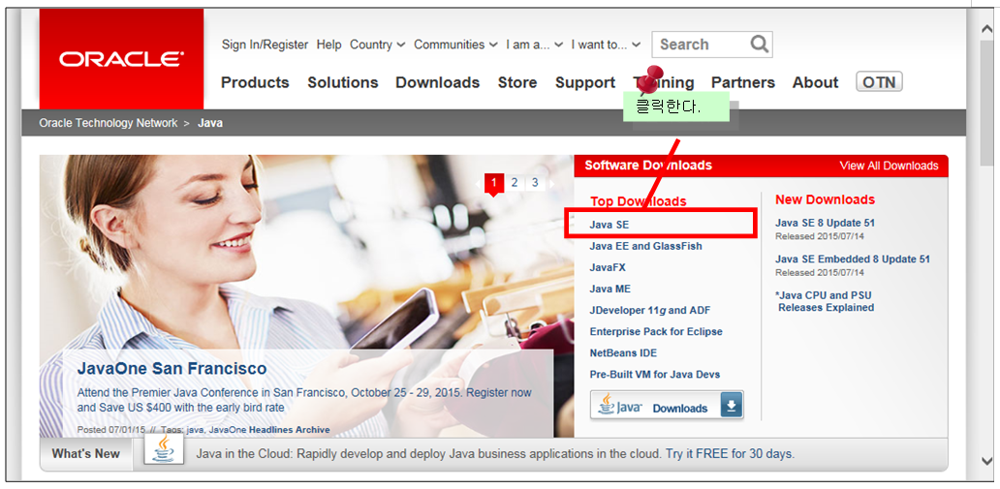 ORACLE
Sign In/Register Help Country Communities I am a... I want to... Search
Products Solutions Downloads Store Support Training Partners About OTN
클릭한다.
Oracle Technology Network > Java
1 2 3
Software Downloads View All Downloads
Top Downloads
Java SE
Java EE and GlassFish
JavaFX
Java ME
JDeveloper 11g and ADF
Enterprise Pack for Eclipse
NetBeans IDE
Pre-Built VM for Java Devs
Java Downloads
New Downloads
Java SE 8 Update 51
Released 2015/07/14
Java SE Embedded 8 Update 51
Released 2015/07/14
*Java CPU and PSU
Releases Explained
JavaOne San Francisco
Attend the Premier Java Conference in San Francisco, October 25 - 29, 2015. Register now
and Save US $400 with the early bird rate
Posted 07/01/15 // Tags: java, JavaOne Headlines Archive
What's New
Java in the Cloud: Rapidly develop and deploy Java business applications in the cloud. Try it FREE for 30 days.